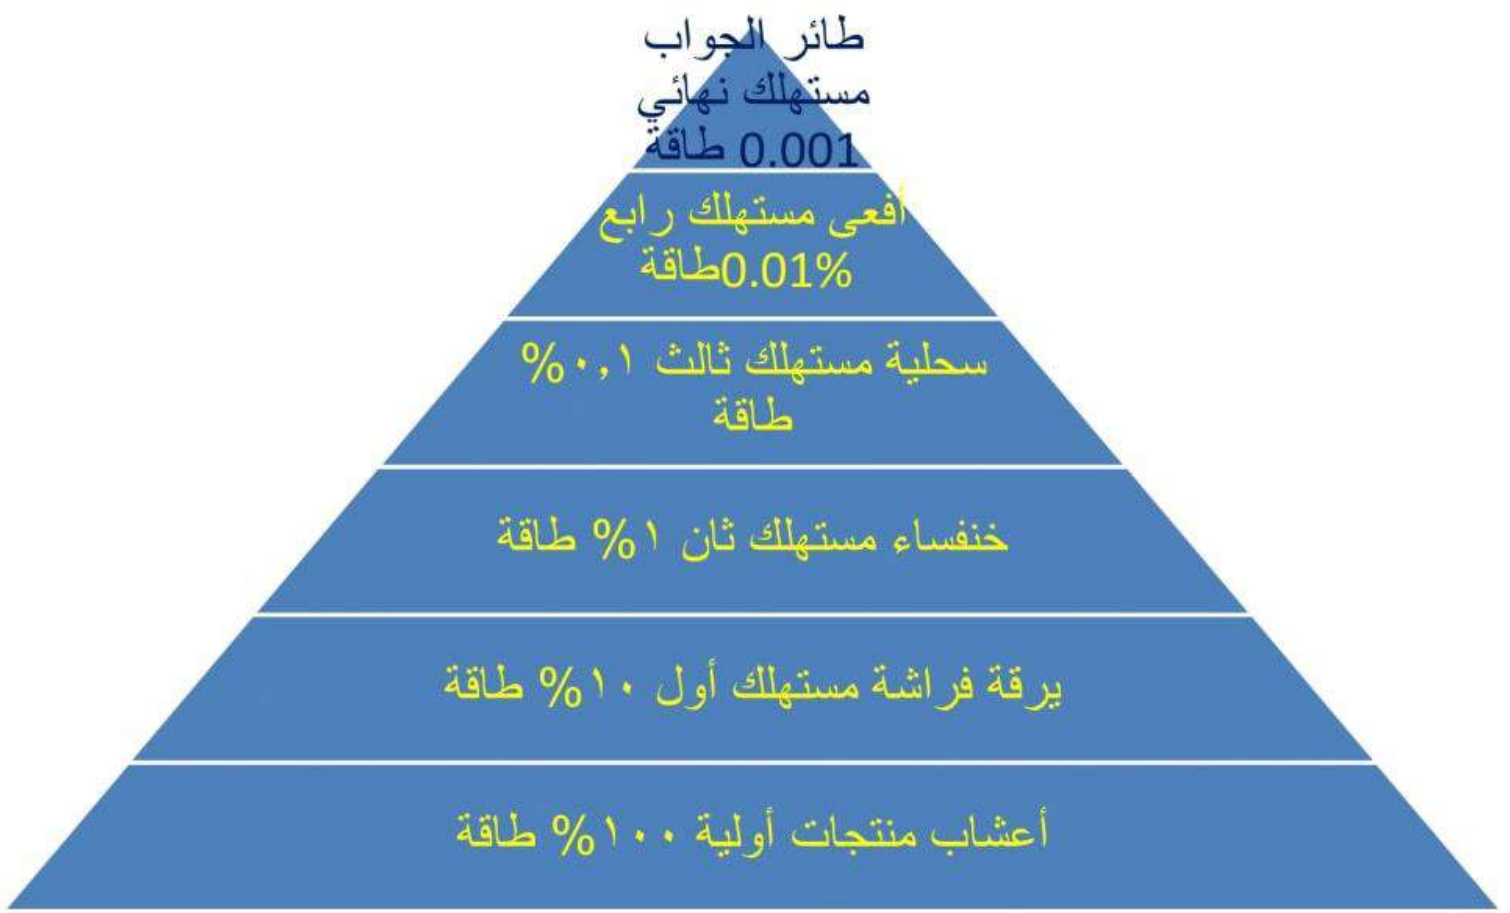 طائر الجواب
مستهلك نهائي
0.001 طاقة
أفعى مستهلك رابع
0.01%طاقة
سحلية مستهلك ثالث ٠,١%
طاقة
خنفساء مستهلك ثان ١% طاقة
يرقة فراشة مستهلك أول ١٠% طاقة
أعشاب منتجات أولية ١٠٠% طاقة